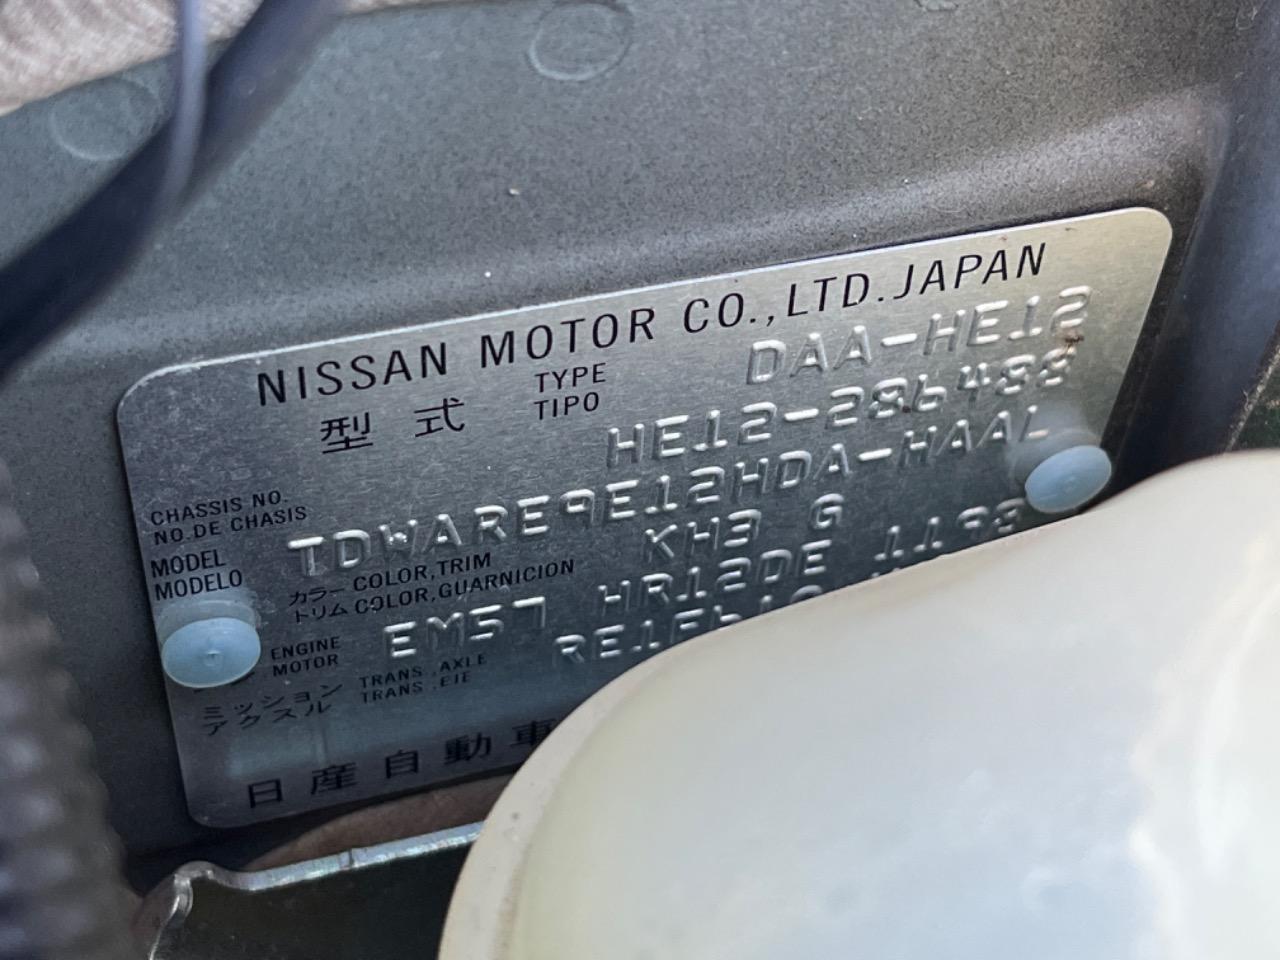 NISSAN MOTOR CO.,LTD.JAPAN
型式 TYPE TIPO DAA-HE12
CHASSIS NO. NO.DE CHASIS HE12-286488
MODEL MODELO TDWARE9E12HDA-HAAL
カラー トリム COLOR,TRIM COLOR,GUARNICION KH3 G
ENGINE MOTOR EM57 HR12DE 1198
ミッション アクスル TRANS.AXLE TRANS.EJE
日産自動車